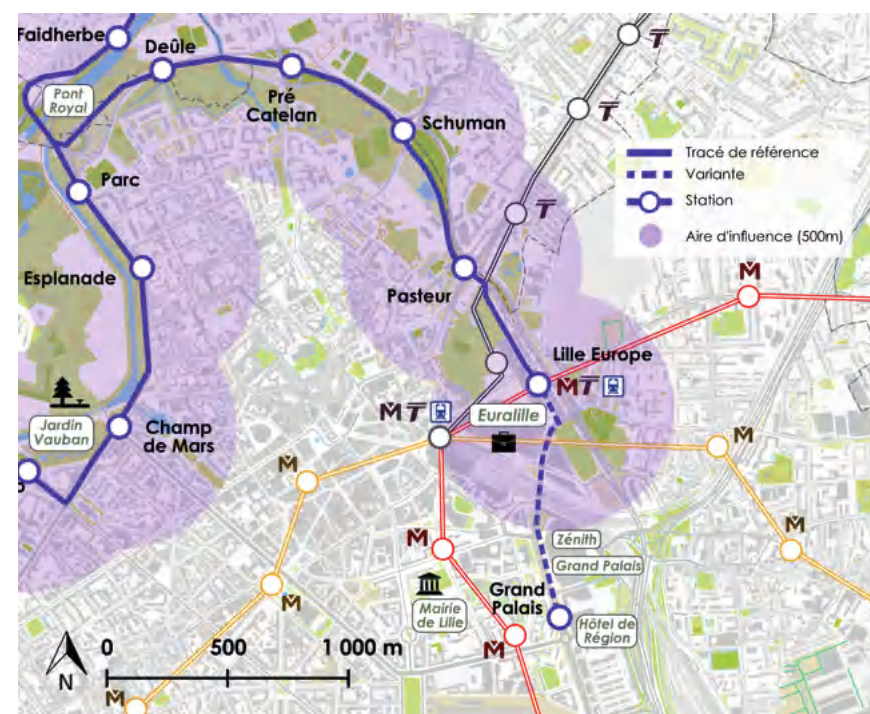 Faidherbe
Deûle
Pont
Royal
Pré
Catelan
Schuman
Parc
Esplanade
Pasteur
Jardin
Vauban
Champ
de Mars
T
T
T
Tracé de référence
Variante
Station
Aire d'influence (500m)
M
Lille Europe
M T
M T
Euralille
M
M
M
M
M
Zénith
Grand Palais
Grand
Palais
Mairie
de Lille
Hôtel de
Région
M
M
N
0 500 1 000 m